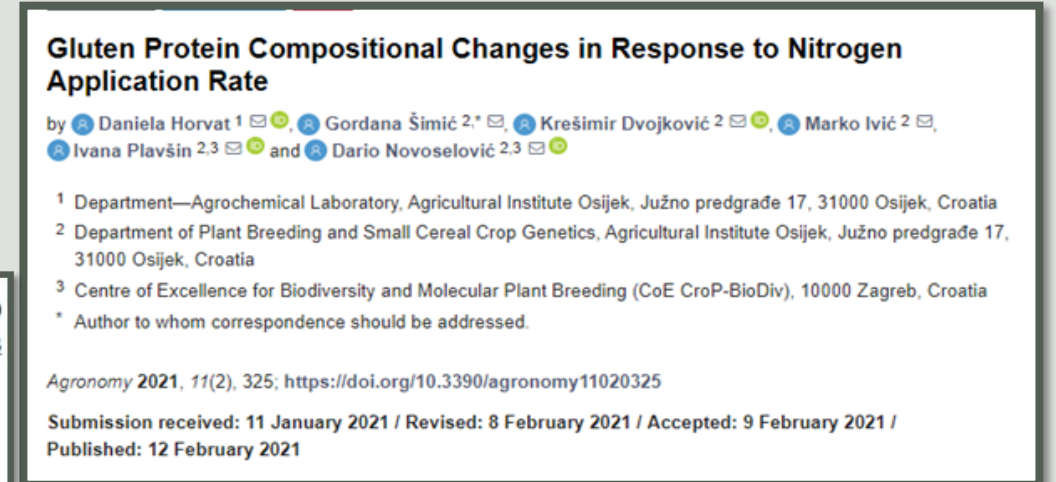 Gluten Protein Compositional Changes in Response to Nitrogen
Application Rate
by Daniela Horvat 1, Gordana Šimić 2,*, Krešimir Dvojković 2, Marko Ivić 2,
Ivana Plavšin 2,3 and Dario Novoselović 2,3
1 Department—Agrochemical Laboratory, Agricultural Institute Osijek, Južno predgrađe 17, 31000 Osijek, Croatia
2 Department of Plant Breeding and Small Cereal Crop Genetics, Agricultural Institute Osijek, Južno predgrađe 17,
31000 Osijek, Croatia
3 Centre of Excellence for Biodiversity and Molecular Plant Breeding (CoE CroP-BioDiv), 10000 Zagreb, Croatia
* Author to whom correspondence should be addressed.
Agronomy 2021, 11(2), 325; https://doi.org/10.3390/agronomy11020325
Submission received: 11 January 2021 / Revised: 8 February 2021 / Accepted: 9 February 2021 /
Published: 12 February 2021